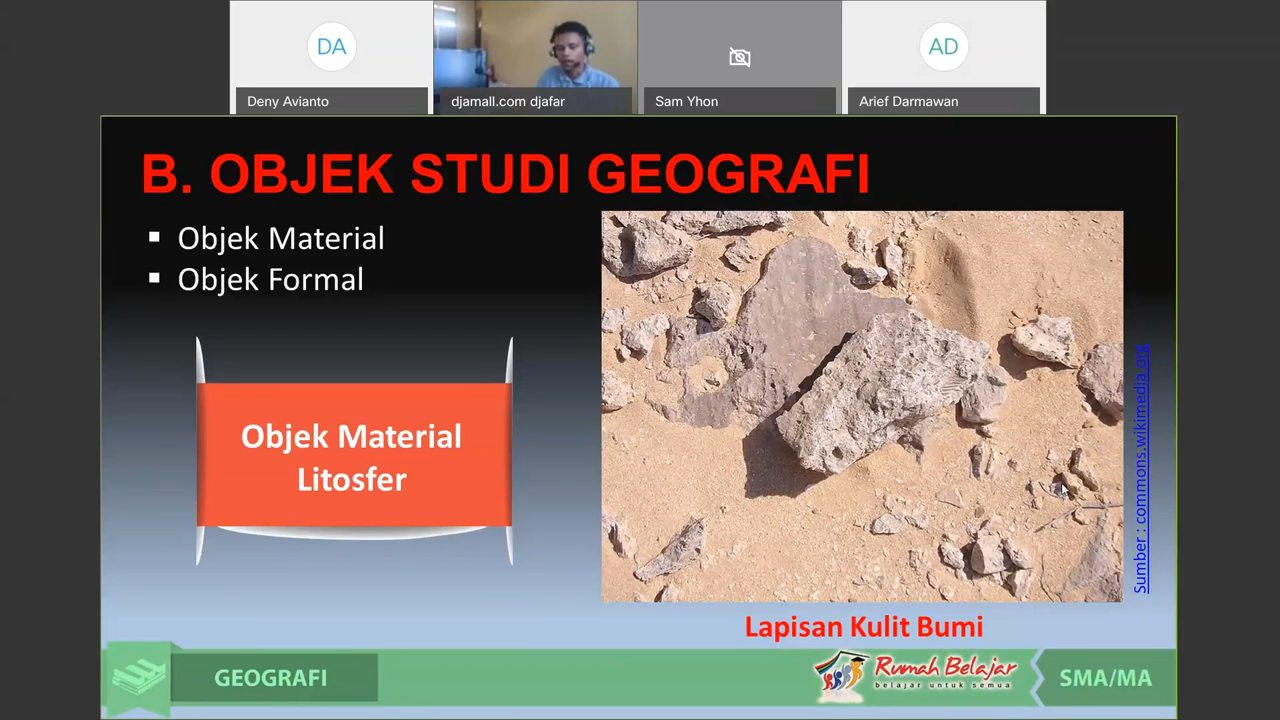 DA
AD
Deny Avianto
djamall.com djafar
Sam Yhon
Arief Darmawan
B. OBJEK STUDI GEOGRAFI
▪ Objek Material
▪ Objek Formal
Objek Material
Litosfer
Sumber : commons.wikimedia.org
Lapisan Kulit Bumi
GEOGRAFI
Rumah Belajar
belajar untuk semua
SMA/MA